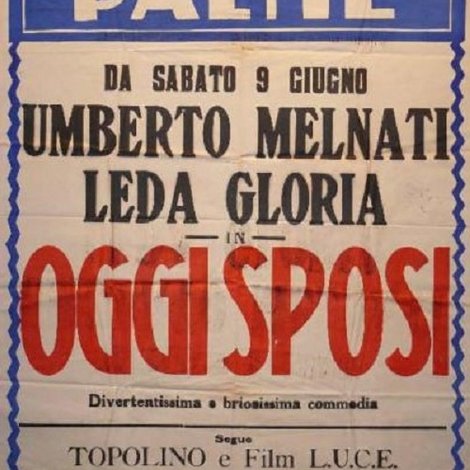 DA SABATO 9 GIUGNO
UMBERTO MELNATI
LEDA GLORIA
IN
OGGI SPOSI
Divertentissima e briosissima commedia
Segue
TOPOLINO e Film L.U.C.E.